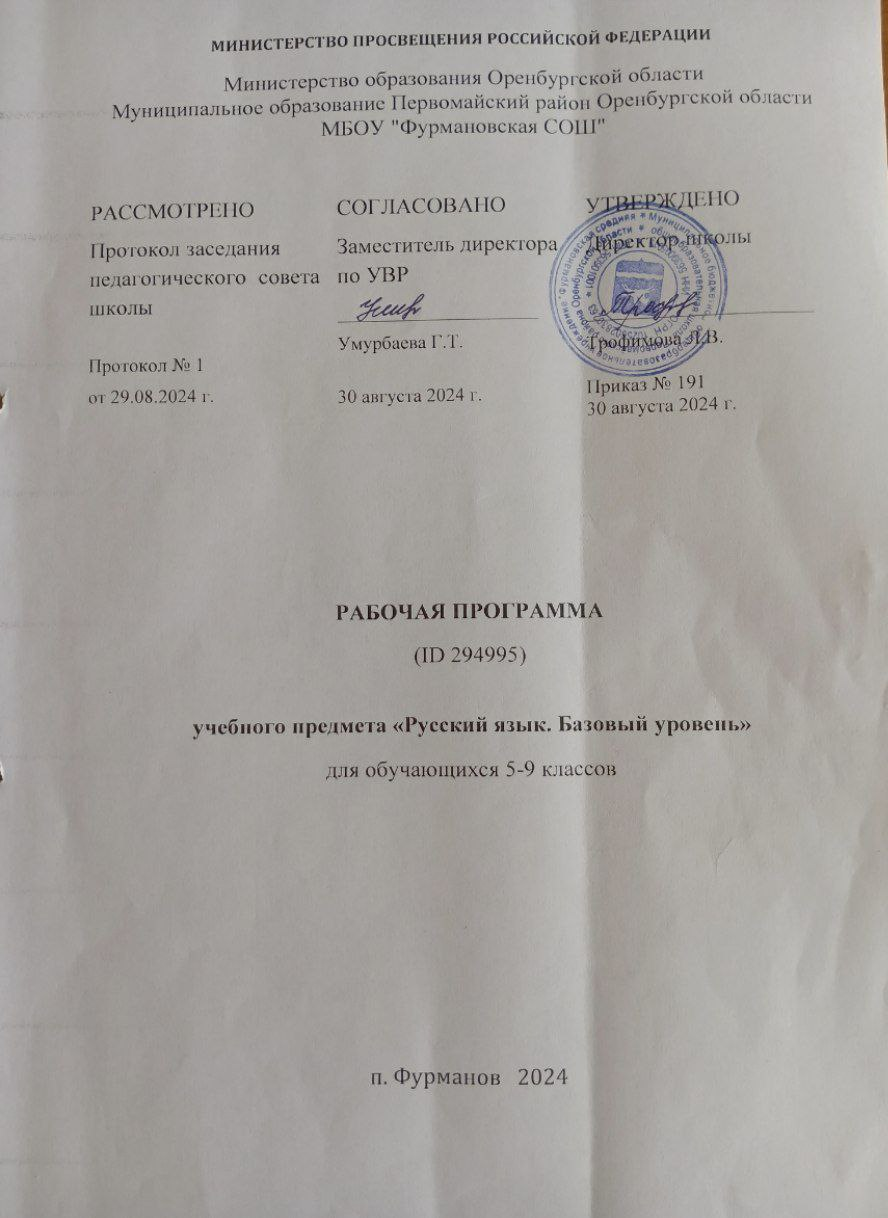 МИНИСТЕРСТВО ПРОСВЕЩЕНИЯ РОССИЙСКОЙ ФЕДЕРАЦИИ
Министерство образования Оренбургской области
Муниципальное образование Первомайский район Оренбургской области
МБОУ "Фурмановская СОШ"
РАССМОТРЕНО
Протокол заседания
педагогического совета
школы
Протокол № 1
от 29.08.2024 г.
СОГЛАСОВАНО
Заместитель директора
по УВР
Умурбаева Г.Т.
30 августа 2024 г.
УТВЕРЖДЕНО
Директор школы
Трофимова Л.В.
Приказ № 191
30 августа 2024 г.
РАБОЧАЯ ПРОГРАММА
(ID 294995)
учебного предмета «Русский язык. Базовый уровень»
для обучающихся 5-9 классов
п. Фурманов 2024